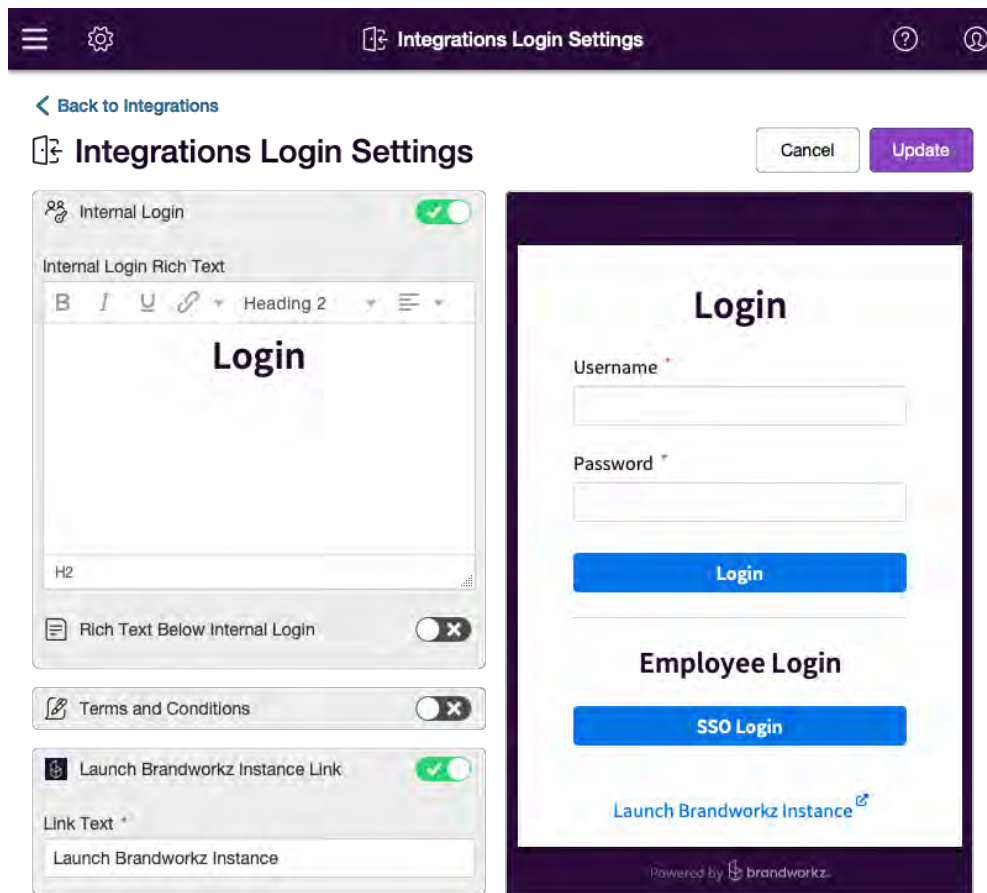 Integrations Login Settings
Back to Integrations
Integrations Login Settings
Cancel
Update
Internal Login
Internal Login Rich Text
B I U Heading 2
Login
H2
Rich Text Below Internal Login
Terms and Conditions
Launch Brandworkz Instance Link
Link Text *
Launch Brandworkz Instance
Login
Username *
Password *
Login
Employee Login
SSO Login
Launch Brandworkz Instance
Powered by brandworkz.